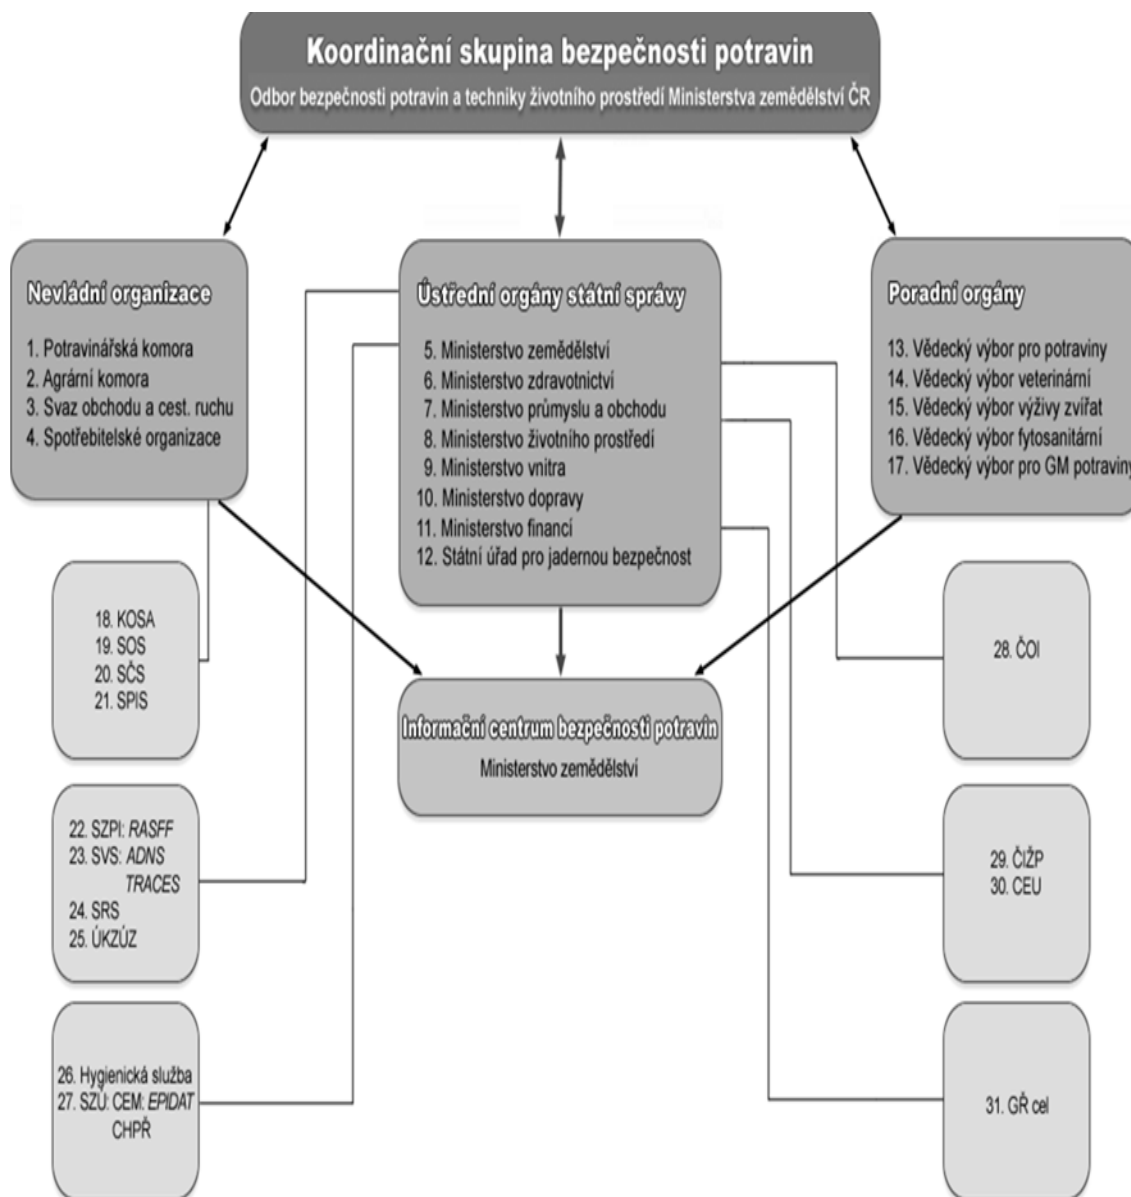 Koordinační skupina bezpečnosti potravin
Odbor bezpečnosti potravin a techniky životního prostředí Ministerstva zemědělství ČR
Nevládní organizace
1. Potravinářská komora
2. Agrární komora
3. Svaz obchodu a cest. ruchu
4. Spotřebitelské organizace
Ústřední orgány státní správy
5. Ministerstvo zemědělství
6. Ministerstvo zdravotnictví
7. Ministerstvo průmyslu a obchodu
8. Ministerstvo životního prostředí
9. Ministerstvo vnitra
10. Ministerstvo dopravy
11. Ministerstvo financí
12. Státní úřad pro jadernou bezpečnost
Poradní orgány
13. Vědecký výbor pro potraviny
14. Vědecký výbor veterinární
15. Vědecký výbor výživy zvířat
16. Vědecký výbor fytosanitární
17. Vědecký výbor pro GM potraviny
18. KOSA
19. SOS
20. SČS
21. SPIS
Informační centrum bezpečnosti potravin
Ministerstvo zemědělství
28. ČOI
22. SZPI: RASFF
23. SVS: ADNS
TRACES
24. SRS
25. ÚKZÚZ
29. ČIŽP
30. CEU
26. Hygienická služba
27. SZÚ: CEM: EPIDAT
CHPŘ
31. GŘ cel